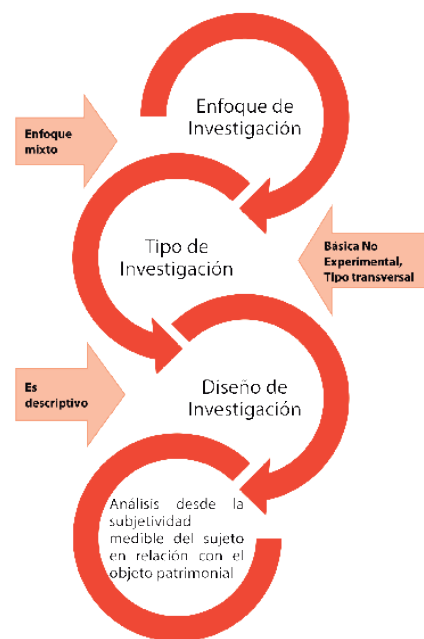 Enfoque de
Investigación
Enfoque
mixto
Tipo de
Investigación
Básica No
Experimental,
Tipo transversal
Es
descriptivo
Diseño de
Investigación
Análisis desde la
subjetividad
medible del sujeto
en relación con el
objeto patrimonial